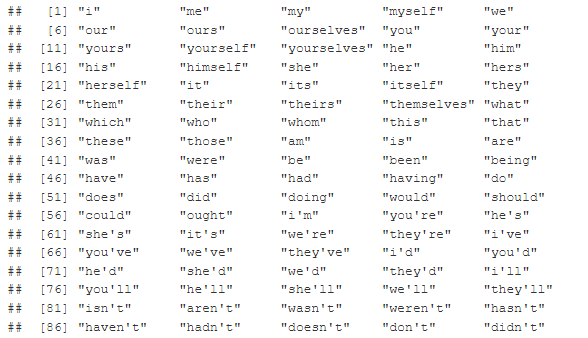 ##   [1] "i"          "me"         "my"         "myself"     "we"
##   [6] "our"        "ours"       "ourselves"  "you"        "your"
##  [11] "yours"      "yourself"   "yourselves" "he"         "him"
##  [16] "his"        "himself"    "she"        "her"        "hers"
##  [21] "herself"    "it"         "its"        "itself"     "they"
##  [26] "them"       "their"      "theirs"     "themselves" "what"
##  [31] "which"      "who"        "whom"       "this"       "that"
##  [36] "these"      "those"      "am"         "is"         "are"
##  [41] "was"        "were"       "be"         "been"       "being"
##  [46] "have"       "has"        "had"        "having"     "do"
##  [51] "does"       "did"        "doing"      "would"      "should"
##  [56] "could"      "ought"      "i'm"        "you're"     "he's"
##  [61] "she's"      "it's"       "we're"      "they're"    "i've"
##  [66] "you've"     "we've"      "they've"    "i'd"        "you'd"
##  [71] "he'd"       "she'd"      "we'd"       "they'd"     "i'll"
##  [76] "you'll"     "he'll"      "she'll"     "we'll"      "they'll"
##  [81] "isn't"      "aren't"     "wasn't"     "weren't"    "hasn't"
##  [86] "haven't"    "hadn't"     "doesn't"    "don't"      "didn't"